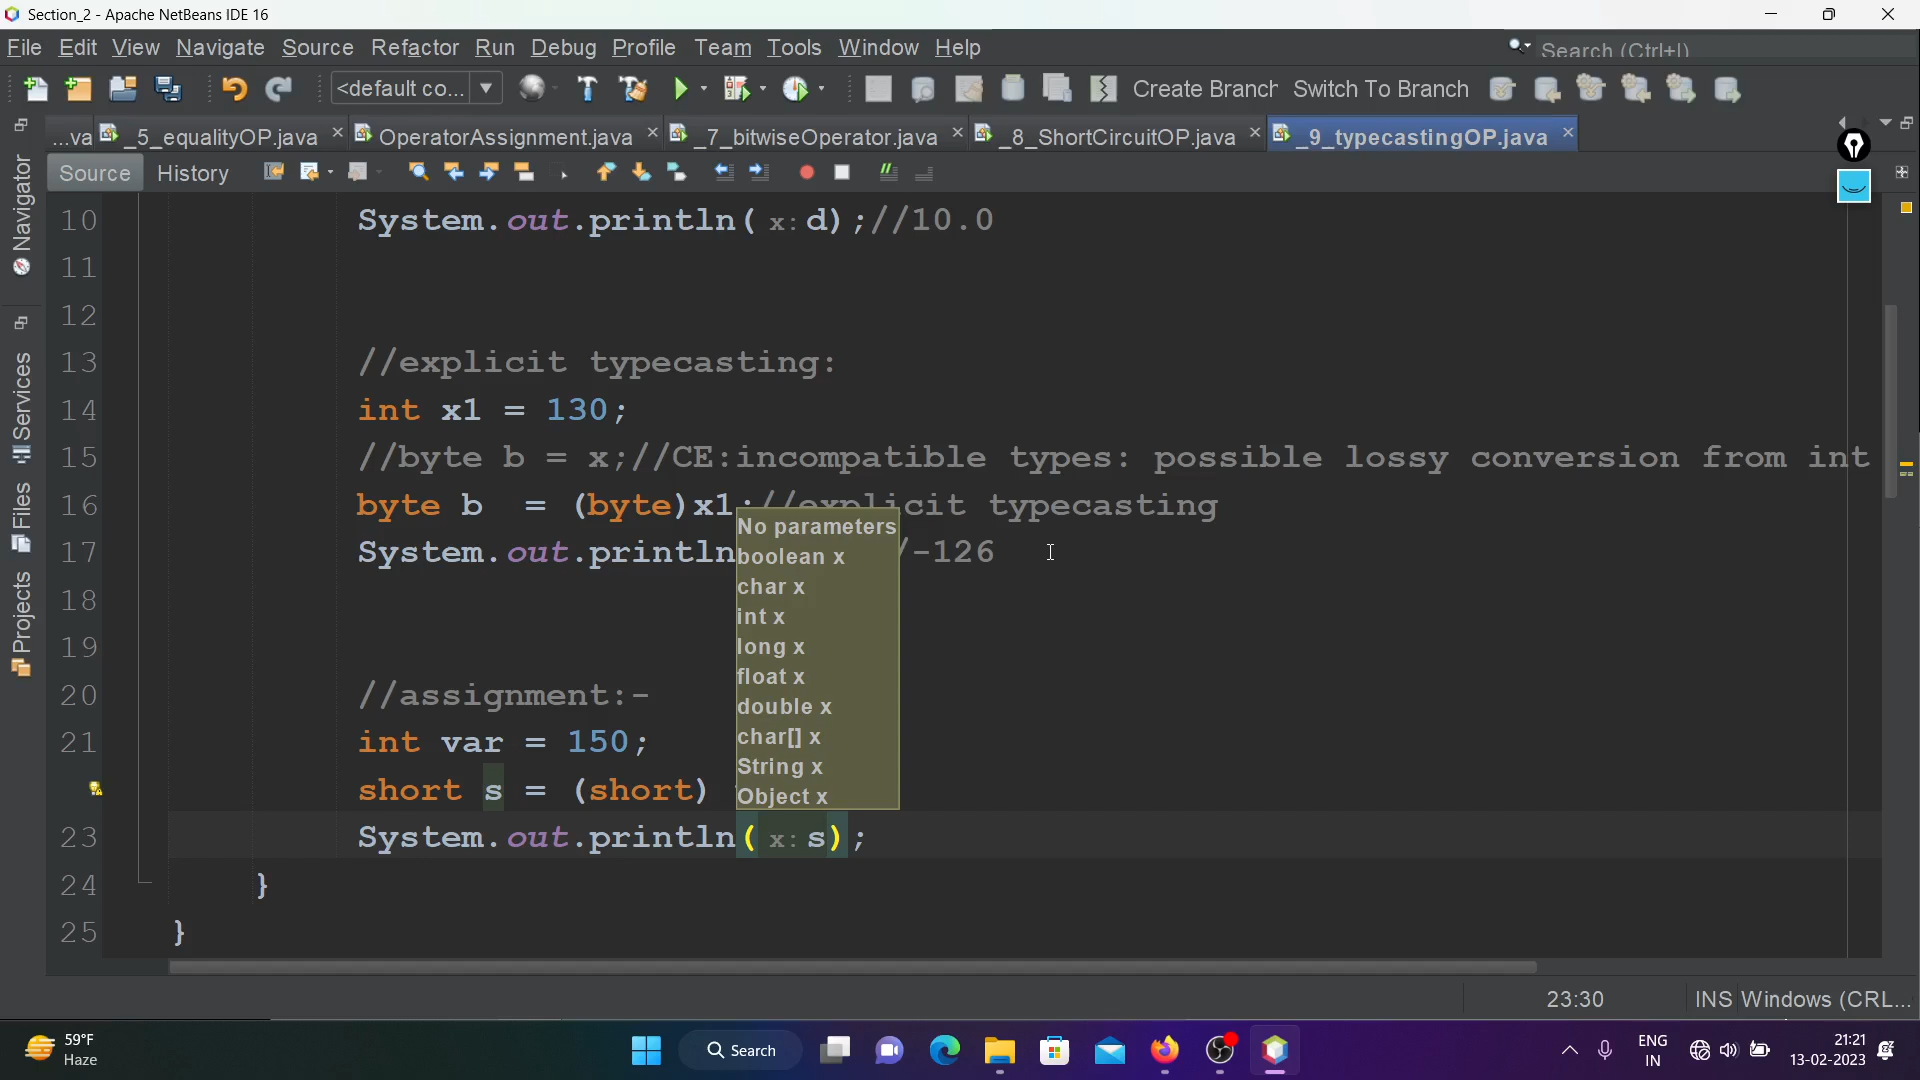 Section_2 - Apache NetBeans IDE 16
File Edit View Navigate Source Refactor Run Debug Profile Team Tools Window Help
Search (Ctrl+I)
<default co...
Create Branch Switch To Branch
...va _5_equalityOP.java OperatorAssignment.java _7_bitwiseOperator.java _8_ShortCircuitOP.java _9_typecastingOP.java
Source History
Navigator
Services
Files
Projects
10 System.out.println( x: d);//10.0
11
12
13 //explicit typecasting:
14 int x1 = 130;
15 //byte b = x;//CE:incompatible types: possible lossy conversion from int
16 byte b = (byte)x1;//explicit typecasting
17 System.out.println /-126
18
19
20 //assignment:-
21 int var = 150;
short s = (short)
23 System.out.println( x: s);
24 }
25 }
No parameters
boolean x
char x
int x
long x
float x
double x
char[] x
String x
Object x
23:30 INS Windows (CRL...
59°F
Haze
Search
ENG
IN
21:21
13-02-2023